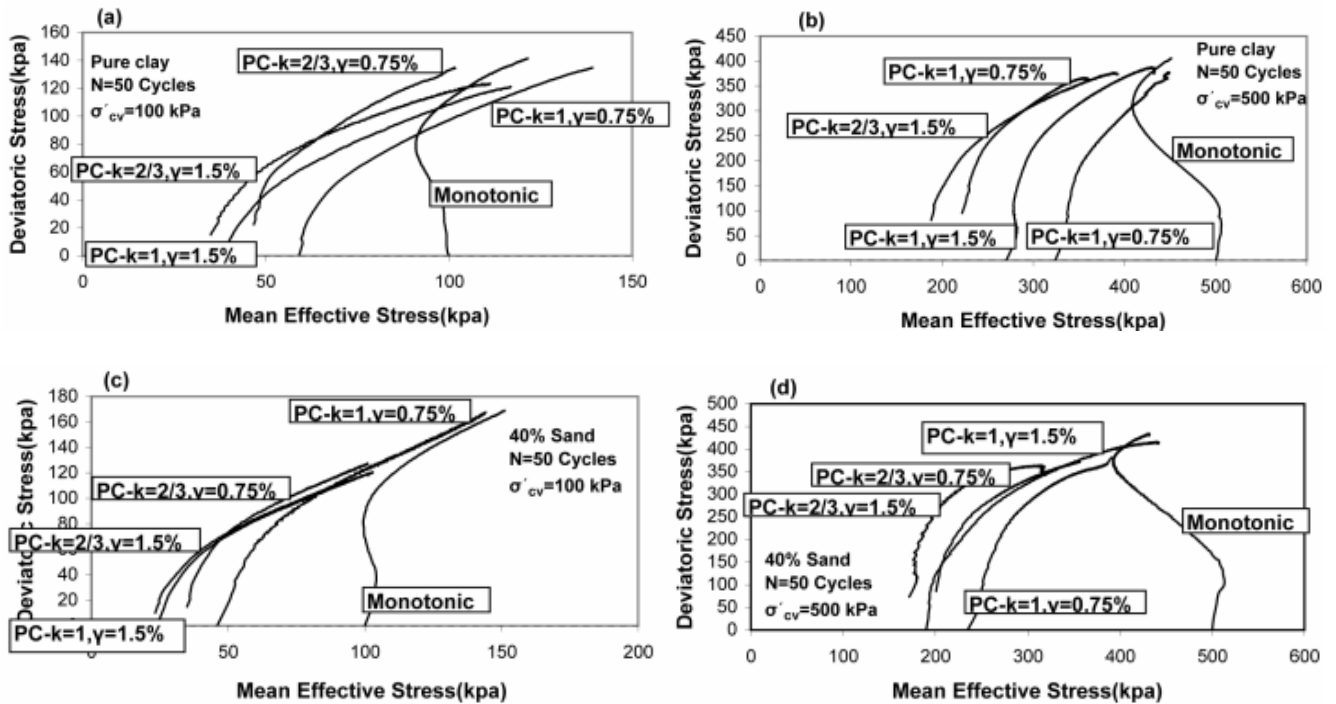 (a)
Deviatoric Stress(kpa)
160
140
120
100
80
60
40
20
0
Pure clay
N=50 Cycles
σ´cv=100 kPa
PC-k=2/3,γ=0.75%
PC-k=1,γ=0.75%
PC-k=2/3,γ=1.5%
Monotonic
PC-k=1,γ=1.5%
0 50 100 150
Mean Effective Stress(kpa)
(b)
Deviatoric Stress(kpa)
450
400
350
300
250
200
150
100
50
0
Pure clay
N=50 Cycles
σ´cv=500 kPa
PC-k=1,γ=0.75%
PC-k=2/3,γ=1.5%
Monotonic
PC-k=1,γ=1.5%
PC-k=1,γ=0.75%
0 100 200 300 400 500 600
Mean Effective Stress(kpa)
(c)
Deviatoric Stress(kpa)
180
160
140
120
100
80
60
40
20
0
PC-k=1,γ=0.75%
40% Sand
N=50 Cycles
σ´cv=100 kPa
PC-k=2/3,γ=0.75%
PC-k=2/3,γ=1.5%
Monotonic
PC-k=1,γ=1.5%
0 50 100 150 200
Mean Effective Stress(kpa)
(d)
Deviatoric Stress(kpa)
500
450
400
350
300
250
200
150
100
50
0
PC-k=1,γ=1.5%
PC-k=2/3,γ=0.75%
PC-k=2/3,γ=1.5%
Monotonic
40% Sand
N=50 Cycles
σ´cv=500 kPa
PC-k=1,γ=0.75%
0 100 200 300 400 500 600
Mean Effective Stress(kpa)